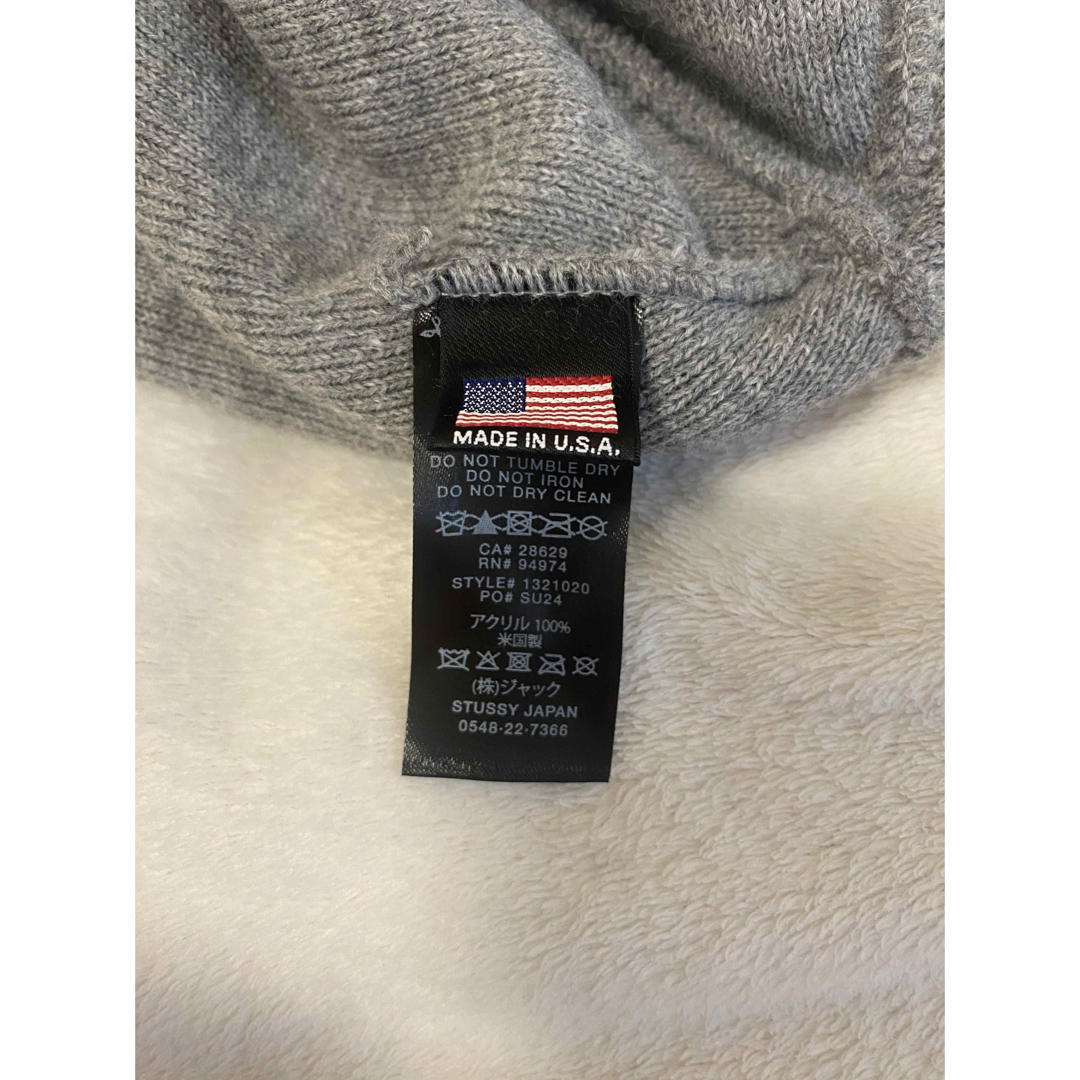 MADE IN U.S.A.
DO NOT TUMBLE DRY
DO NOT IRON
DO NOT DRY CLEAN
CA# 28629
RN# 94974
STYLE# 1321020
PO# SU24
アクリル 100%
米国製
(株)ジャック
STUSSY JAPAN
0548-22-7366